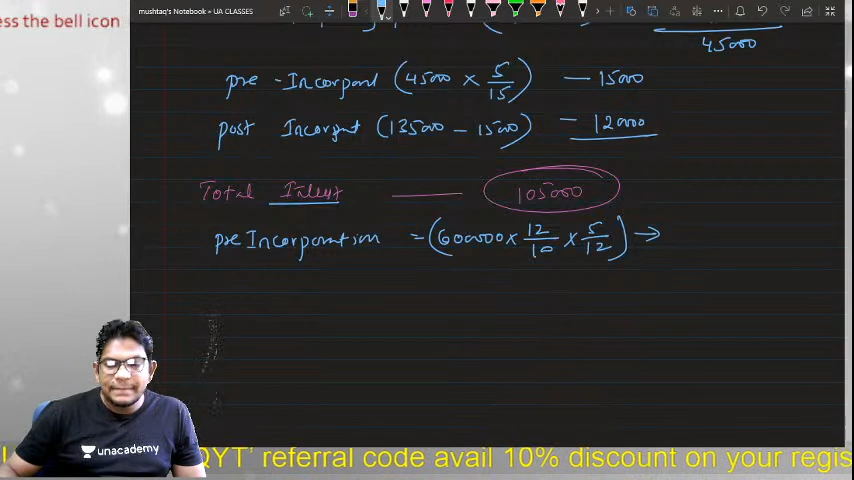 ess the bell icon
mushtaq's Notebook » UA CLASSES
45000
pre - Incorporat (45000 × 5/15) — 15000
post Incorporat (135000 - 15000) — 120000
Total Interest —— 105000
pre Incorporation = (600000 × 12/10 × 5/12) →
unacademy
QYT' referral code avail 10% discount on your regis